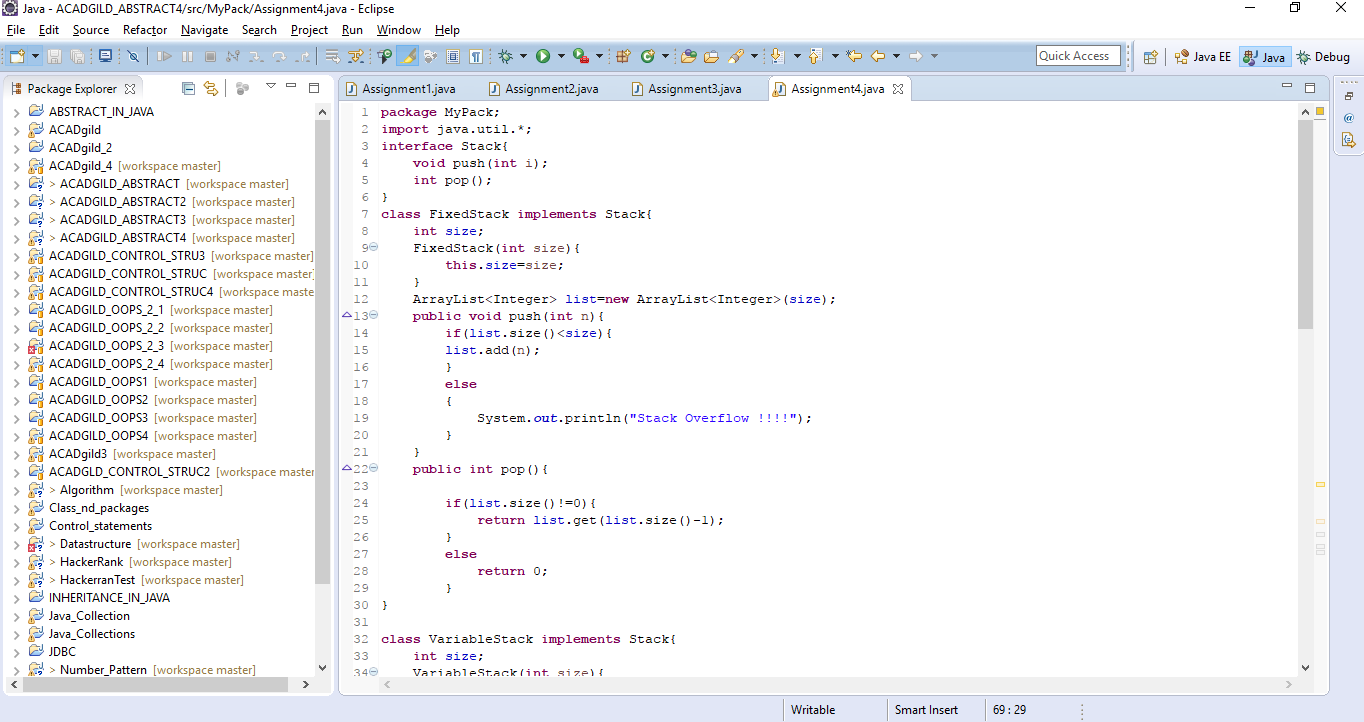 Java - ACADGILD_ABSTRACT4/src/MyPack/Assignment4.java - Eclipse
File Edit Source Refactor Navigate Search Project Run Window Help
Quick Access Java EE Java Debug
Package Explorer
ABSTRACT_IN_JAVA
ACADgild
ACADgild_2
ACADgild_4 [workspace master]
> ACADGILD_ABSTRACT [workspace master]
> ACADGILD_ABSTRACT2 [workspace master]
> ACADGILD_ABSTRACT3 [workspace master]
> ACADGILD_ABSTRACT4 [workspace master]
ACADGILD_CONTROL_STRU3 [workspace master]
ACADGILD_CONTROL_STRUC [workspace master]
ACADGILD_CONTROL_STRUC4 [workspace maste
ACADGILD_OOPS_2_1 [workspace master]
ACADGILD_OOPS_2_2 [workspace master]
ACADGILD_OOPS_2_3 [workspace master]
ACADGILD_OOPS_2_4 [workspace master]
ACADGILD_OOPS1 [workspace master]
ACADGILD_OOPS2 [workspace master]
ACADGILD_OOPS3 [workspace master]
ACADGILD_OOPS4 [workspace master]
ACADgild3 [workspace master]
ACADGLD_CONTROL_STRUC2 [workspace master
> Algorithm [workspace master]
Class_nd_packages
Control_statements
> Datastructure [workspace master]
> HackerRank [workspace master]
> HackerranTest [workspace master]
INHERITANCE_IN_JAVA
Java_Collection
Java_Collections
JDBC
> Number_Pattern [workspace master]
Assignment1.java Assignment2.java Assignment3.java Assignment4.java
1 package MyPack;
2 import java.util.*;
3 interface Stack{
4 void push(int i);
5 int pop();
6 }
7 class FixedStack implements Stack{
8 int size;
9 FixedStack(int size){
10 this.size=size;
11 }
12 ArrayList<Integer> list=new ArrayList<Integer>(size);
13 public void push(int n){
14 if(list.size()<size){
15 list.add(n);
16 }
17 else
18 {
19 System.out.println("Stack Overflow !!!!");
20 }
21 }
22 public int pop(){
23
24 if(list.size()!=0){
25 return list.get(list.size()-1);
26 }
27 else
28 return 0;
29 }
30 }
31
32 class VariableStack implements Stack{
33 int size;
34 VariableStack(int size){
Writable Smart Insert 69 : 29